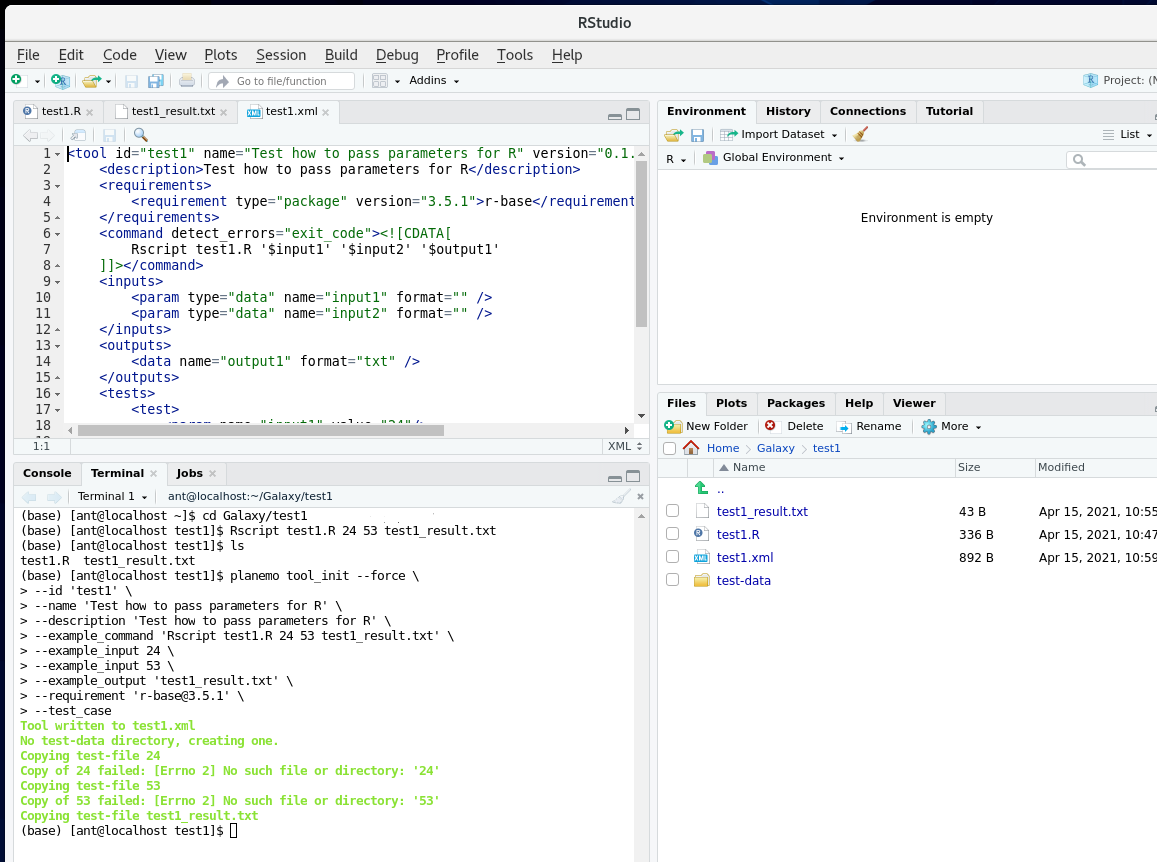 RStudio
File Edit Code View Plots Session Build Debug Profile Tools Help
Go to file/function Addins Project: (N
test1.R test1_result.txt test1.xml
1 <tool id="test1" name="Test how to pass parameters for R" version="0.1.
2 <description>Test how to pass parameters for R</description>
3 <requirements>
4 <requirement type="package" version="3.5.1">r-base</requirement
5 </requirements>
6 <command detect_errors="exit_code"><![CDATA[
7 Rscript test1.R '$input1' '$input2' '$output1'
8 ]]></command>
9 <inputs>
10 <param type="data" name="input1" format="" />
11 <param type="data" name="input2" format="" />
12 </inputs>
13 <outputs>
14 <data name="output1" format="txt" />
15 </outputs>
16 <tests>
17 <test>
18 <param name="input1" value="24"/>
1:1 XML
Console Terminal Jobs
Terminal 1 ant@localhost:~/Galaxy/test1
(base) [ant@localhost ~]$ cd Galaxy/test1
(base) [ant@localhost test1]$ Rscript test1.R 24 53 test1_result.txt
(base) [ant@localhost test1]$ ls
test1.R  test1_result.txt
(base) [ant@localhost test1]$ planemo tool_init --force \
> --id 'test1' \
> --name 'Test how to pass parameters for R' \
> --description 'Test how to pass parameters for R' \
> --example_command 'Rscript test1.R 24 53 test1_result.txt' \
> --example_input 24 \
> --example_input 53 \
> --example_output 'test1_result.txt' \
> --requirement 'r-base@3.5.1' \
> --test_case
Tool written to test1.xml
No test-data directory, creating one.
Copying test-file 24
Copy of 24 failed: [Errno 2] No such file or directory: '24'
Copying test-file 53
Copy of 53 failed: [Errno 2] No such file or directory: '53'
Copying test-file test1_result.txt
(base) [ant@localhost test1]$
Environment History Connections Tutorial
Import Dataset List
R Global Environment
Environment is empty
Files Plots Packages Help Viewer
New Folder Delete Rename More
Home Galaxy test1
Name Size Modified
..
test1_result.txt 43 B Apr 15, 2021, 10:55
test1.R 336 B Apr 15, 2021, 10:47
test1.xml 892 B Apr 15, 2021, 10:59
test-data